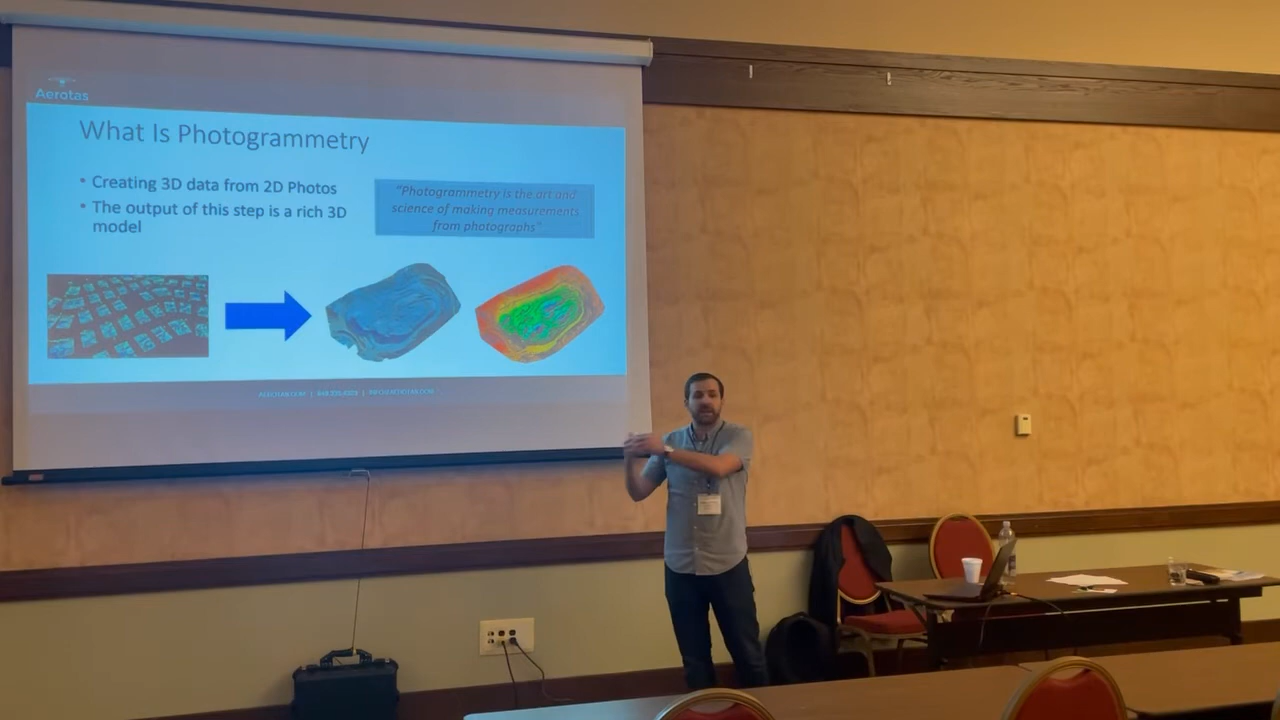 Aerotas
What Is Photogrammetry
• Creating 3D data from 2D Photos
• The output of this step is a rich 3D
model
"Photogrammetry is the art and
science of making measurements
from photographs"